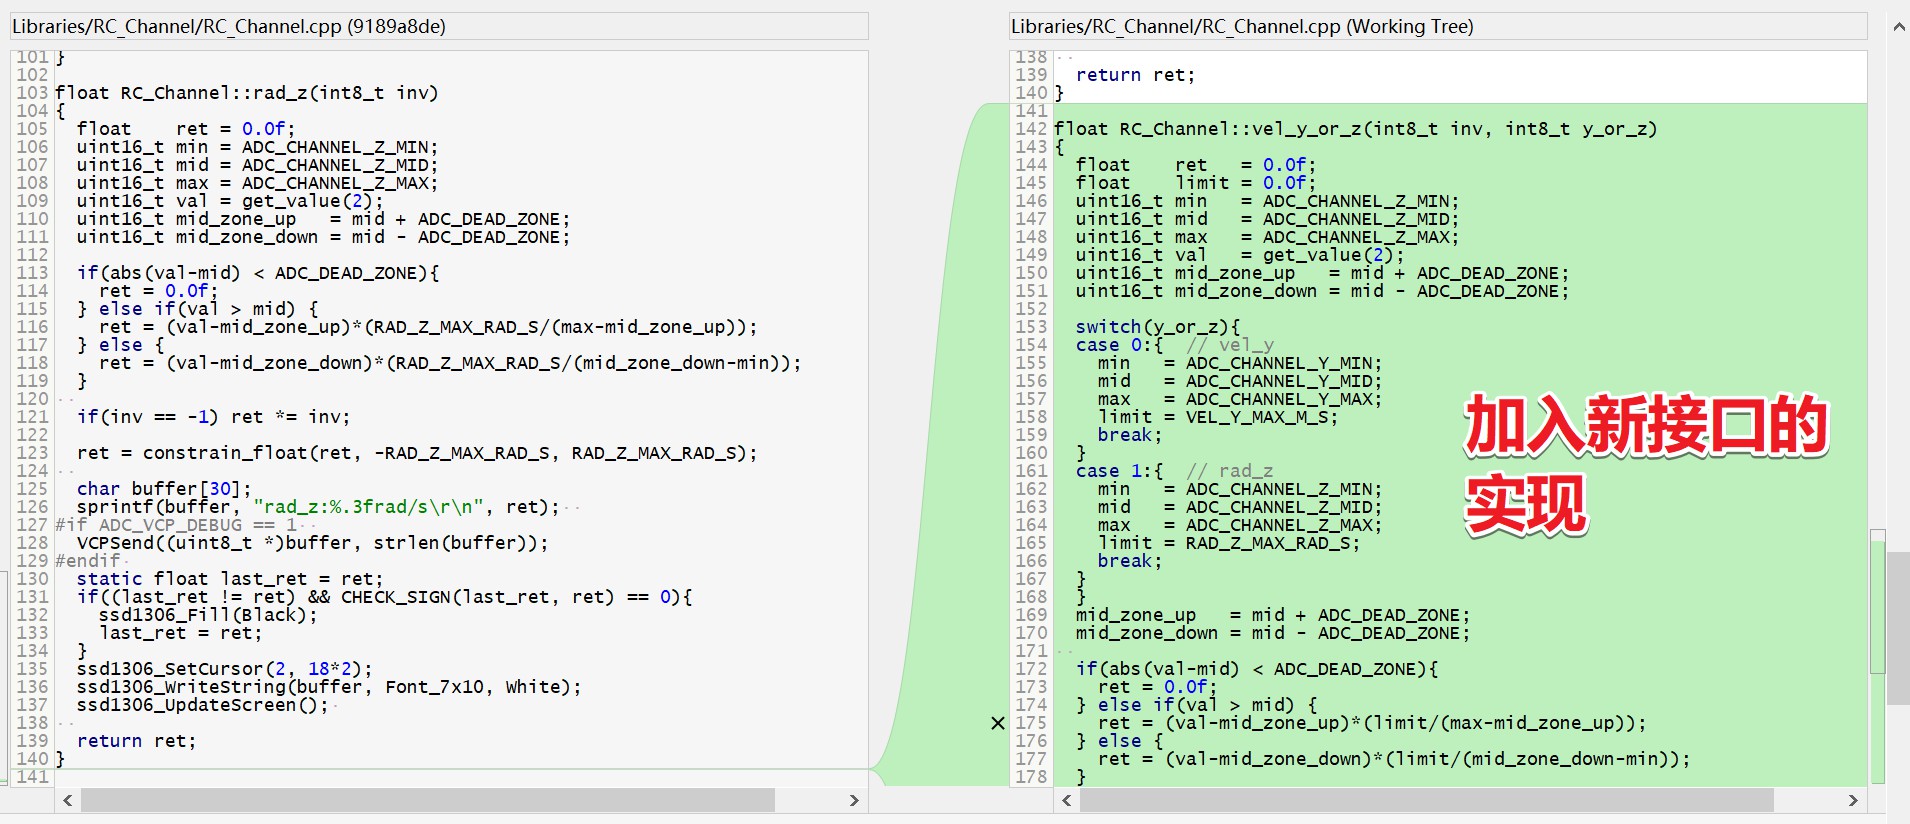 Libraries/RC_Channel/RC_Channel.cpp (9189a8de)
101 }
102
103 float RC_Channel::rad_z(int8_t inv)
104 {
105   float    ret = 0.0f;
106   uint16_t min = ADC_CHANNEL_Z_MIN;
107   uint16_t mid = ADC_CHANNEL_Z_MID;
108   uint16_t max = ADC_CHANNEL_Z_MAX;
109   uint16_t val = get_value(2);
110   uint16_t mid_zone_up   = mid + ADC_DEAD_ZONE;
111   uint16_t mid_zone_down = mid - ADC_DEAD_ZONE;
112
113   if(abs(val-mid) < ADC_DEAD_ZONE){
114     ret = 0.0f;
115   } else if(val > mid) {
116     ret = (val-mid_zone_up)*(RAD_Z_MAX_RAD_S/(max-mid_zone_up));
117   } else {
118     ret = (val-mid_zone_down)*(RAD_Z_MAX_RAD_S/(mid_zone_down-min));
119   }
120
121   if(inv == -1) ret *= inv;
122
123   ret = constrain_float(ret, -RAD_Z_MAX_RAD_S, RAD_Z_MAX_RAD_S);
124
125   char buffer[30];
126   sprintf(buffer, "rad_z:%.3frad/s\r\n", ret);
127 #if ADC_VCP_DEBUG == 1
128   VCPSend((uint8_t *)buffer, strlen(buffer));
129 #endif
130   static float last_ret = ret;
131   if((last_ret != ret) && CHECK_SIGN(last_ret, ret) == 0){
132     ssd1306_Fill(Black);
133     last_ret = ret;
134   }
135   ssd1306_SetCursor(2, 18*2);
136   ssd1306_WriteString(buffer, Font_7x10, White);
137   ssd1306_UpdateScreen();
138
139   return ret;
140 }
141
Libraries/RC_Channel/RC_Channel.cpp (Working Tree)
138
139   return ret;
140 }
141
142 float RC_Channel::vel_y_or_z(int8_t inv, int8_t y_or_z)
143 {
144   float    ret   = 0.0f;
145   float    limit = 0.0f;
146   uint16_t min   = ADC_CHANNEL_Z_MIN;
147   uint16_t mid   = ADC_CHANNEL_Z_MID;
148   uint16_t max   = ADC_CHANNEL_Z_MAX;
149   uint16_t val   = get_value(2);
150   uint16_t mid_zone_up   = mid + ADC_DEAD_ZONE;
151   uint16_t mid_zone_down = mid - ADC_DEAD_ZONE;
152
153   switch(y_or_z){
154   case 0:{  // vel_y
155     min   = ADC_CHANNEL_Y_MIN;
156     mid   = ADC_CHANNEL_Y_MID;
157     max   = ADC_CHANNEL_Y_MAX;
158     limit = VEL_Y_MAX_M_S;
159     break;
160   }
161   case 1:{  // rad_z
162     min   = ADC_CHANNEL_Z_MIN;
163     mid   = ADC_CHANNEL_Z_MID;
164     max   = ADC_CHANNEL_Z_MAX;
165     limit = RAD_Z_MAX_RAD_S;
166     break;
167   }
168   }
169   mid_zone_up   = mid + ADC_DEAD_ZONE;
170   mid_zone_down = mid - ADC_DEAD_ZONE;
171
172   if(abs(val-mid) < ADC_DEAD_ZONE){
173     ret = 0.0f;
174   } else if(val > mid) {
175     ret = (val-mid_zone_up)*(limit/(max-mid_zone_up));
176   } else {
177     ret = (val-mid_zone_down)*(limit/(mid_zone_down-min));
178   }
加入新接口的
实现